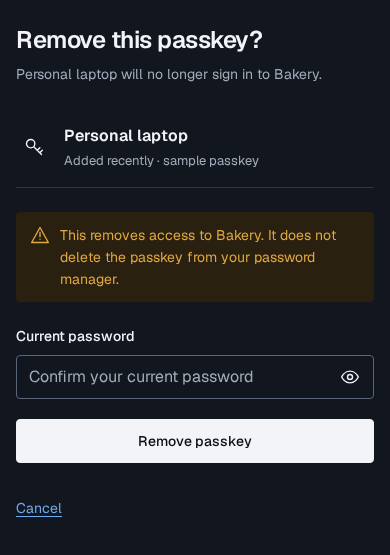 Remove this passkey?
Personal laptop will no longer sign in to Bakery.
Personal laptop
Added recently · sample passkey
This removes access to Bakery. It does not
delete the passkey from your password
manager.
Current password
Confirm your current password
Remove passkey
Cancel